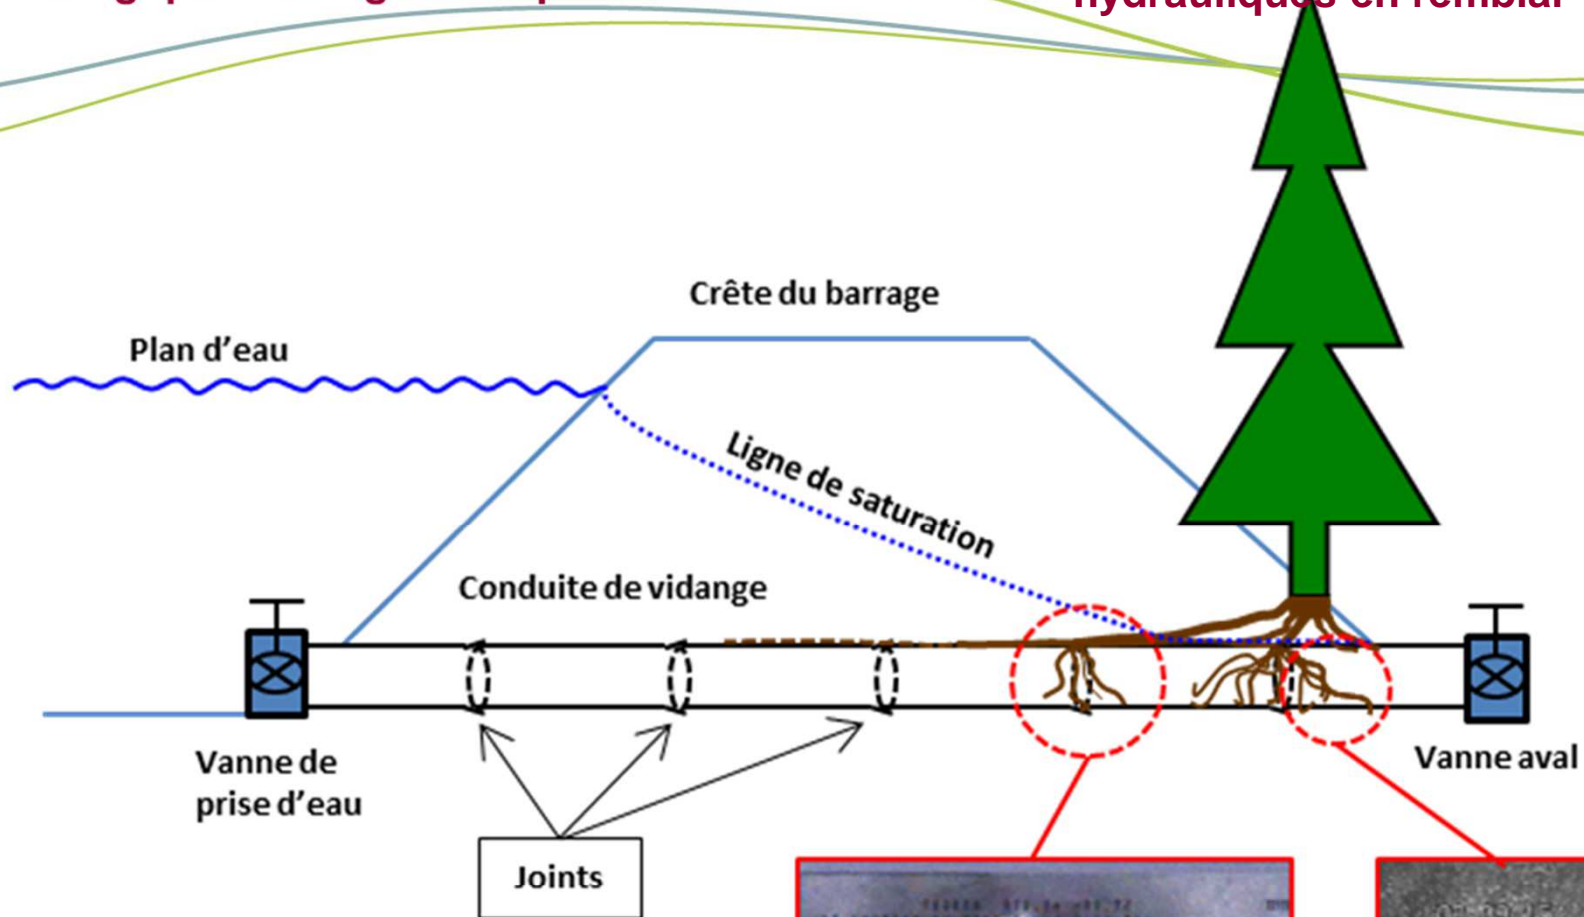 hydrauliques en remblai
Crête du barrage
Plan d’eau
Ligne de saturation
Conduite de vidange
Vanne de
prise d’eau
Vanne aval
Joints